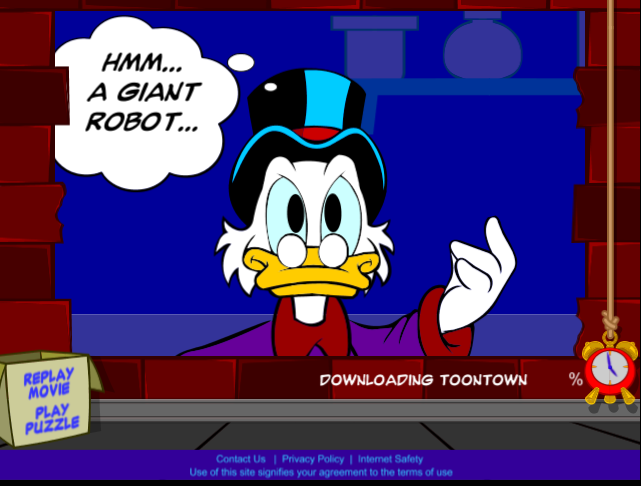 HMM...
A GIANT
ROBOT...
DOWNLOADING TOONTOWN %
REPLAY
MOVIE
PLAY
PUZZLE
Contact Us | Privacy Policy | Internet Safety
Use of this site signifies your agreement to the terms of use